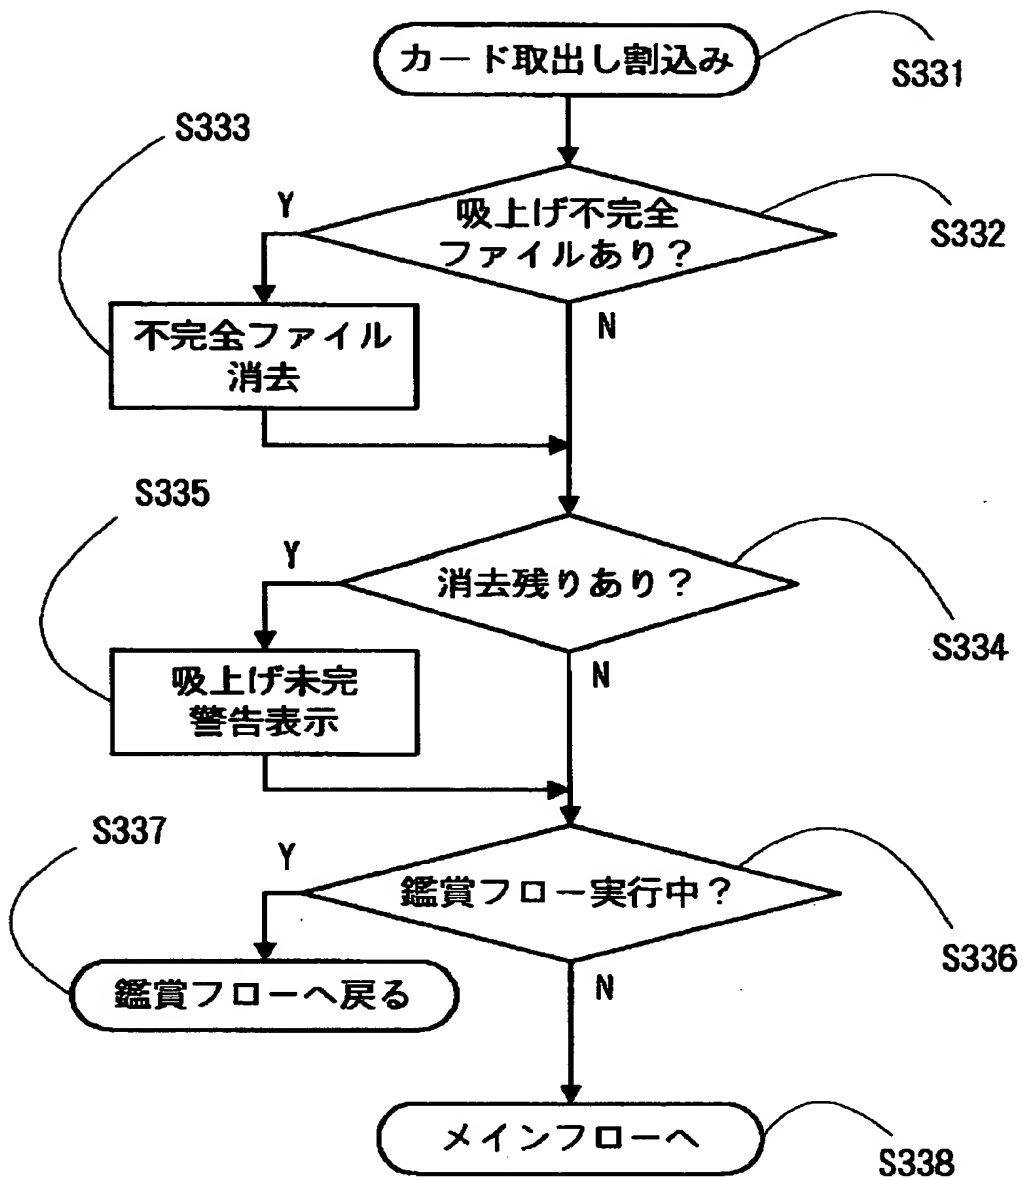 カード取出し割込み
S331
S333
Y
吸上げ不完全
ファイルあり?
S332
不完全ファイル
消去
N
S335
Y
消去残りあり?
S334
吸上げ未完
警告表示
N
S337
Y
鑑賞フロー実行中?
S336
鑑賞フローへ戻る
N
メインフローへ
S338